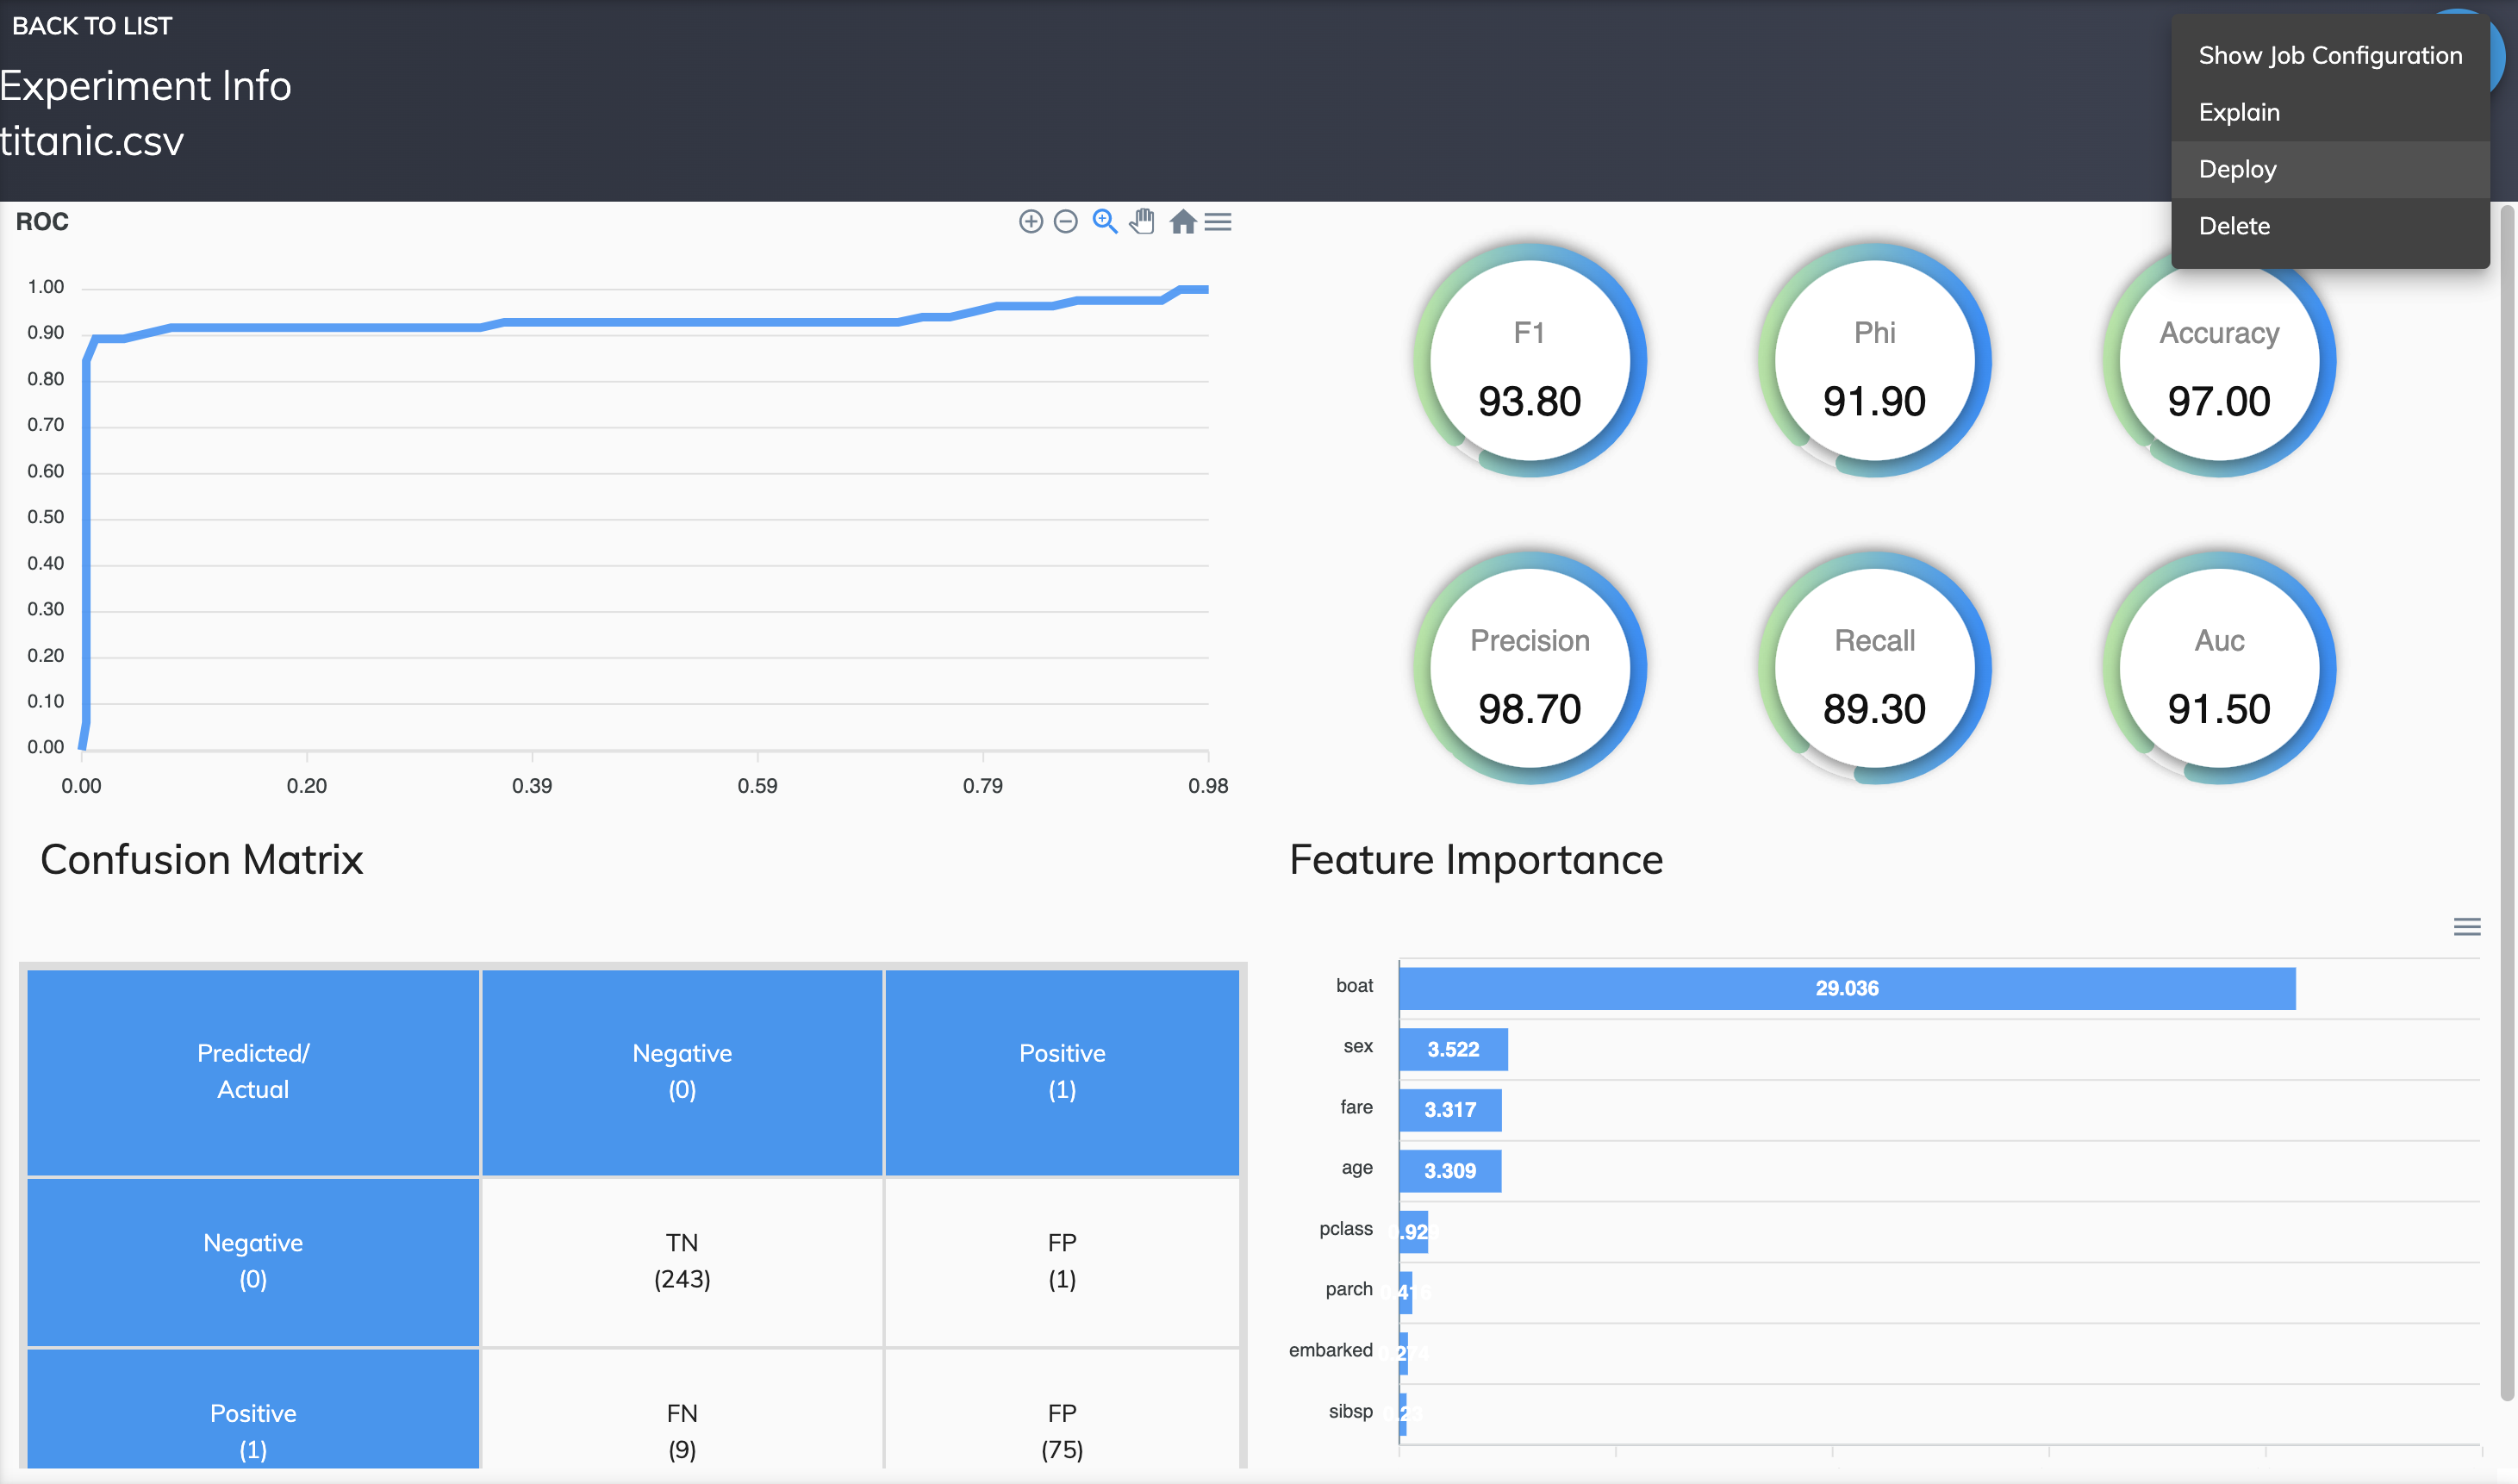 BACK TO LIST
Experiment Info
titanic.csv
Show Job Configuration
Explain
Deploy
Delete
ROC
1.00
0.90
0.80
0.70
0.60
0.50
0.40
0.30
0.20
0.10
0.00
0.00 0.20 0.39 0.59 0.79 0.98
F1
93.80
Phi
91.90
Accuracy
97.00
Precision
98.70
Recall
89.30
Auc
91.50
Confusion Matrix
Predicted/
Actual
Negative
(0)
Positive
(1)
Negative
(0)
TN
(243)
FP
(1)
Positive
(1)
FN
(9)
FP
(75)
Feature Importance
boat 29.036
sex 3.522
fare 3.317
age 3.309
pclass
parch
embarked
sibsp